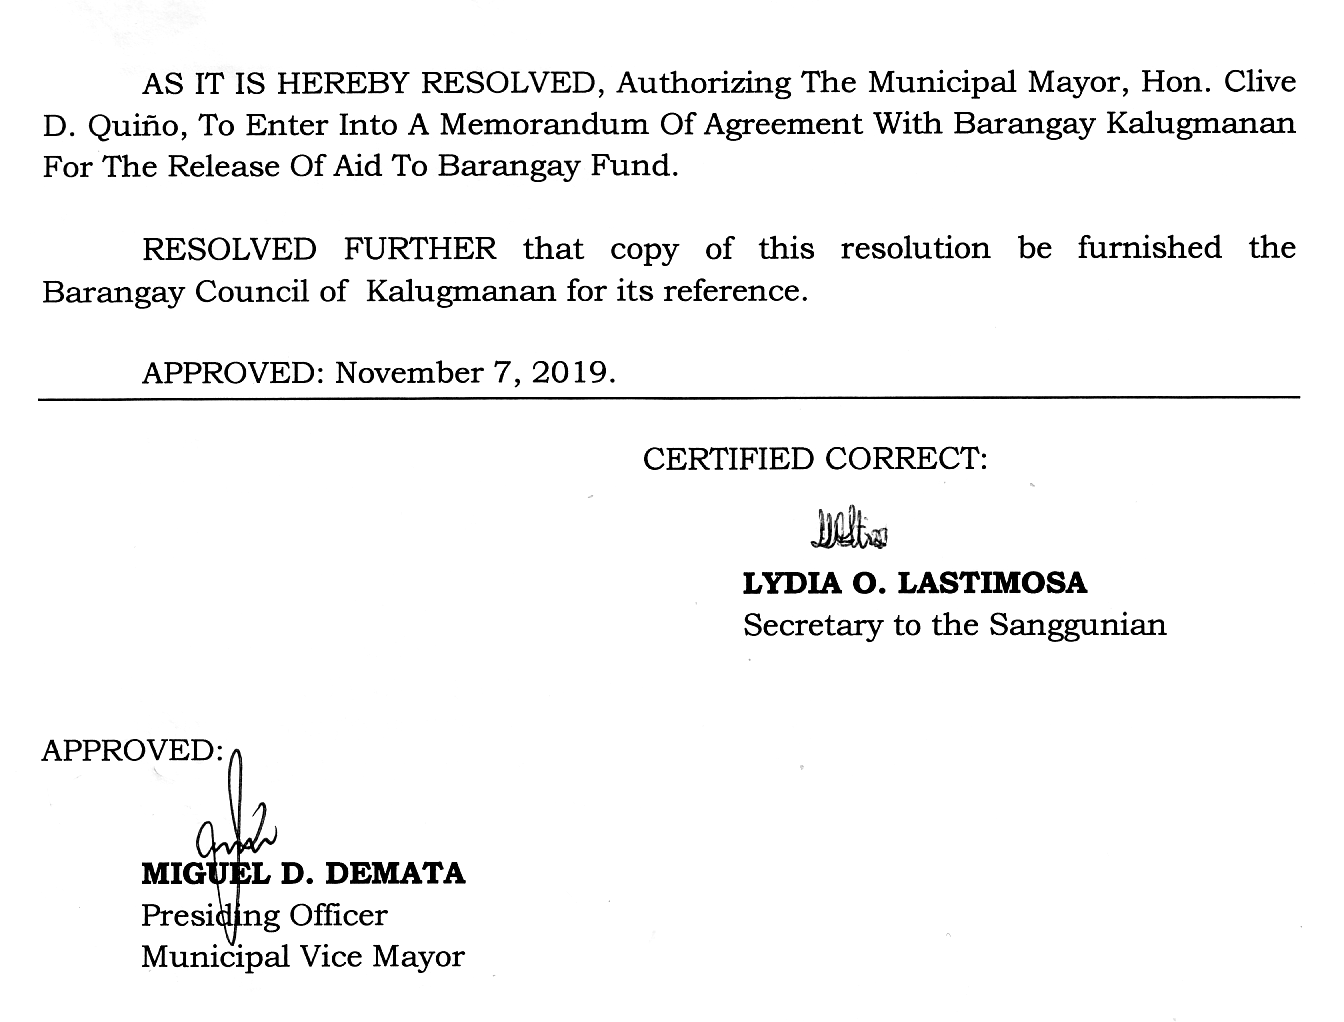 AS IT IS HEREBY RESOLVED, Authorizing The Municipal Mayor, Hon. Clive
D. Quiño, To Enter Into A Memorandum Of Agreement With Barangay Kalugmanan
For The Release Of Aid To Barangay Fund.
RESOLVED FURTHER that copy of this resolution be furnished the
Barangay Council of Kalugmanan for its reference.
APPROVED: November 7, 2019.
CERTIFIED CORRECT:
LYDIA O. LASTIMOSA
Secretary to the Sanggunian
APPROVED:
MIGUEL D. DEMATA
Presiding Officer
Municipal Vice Mayor